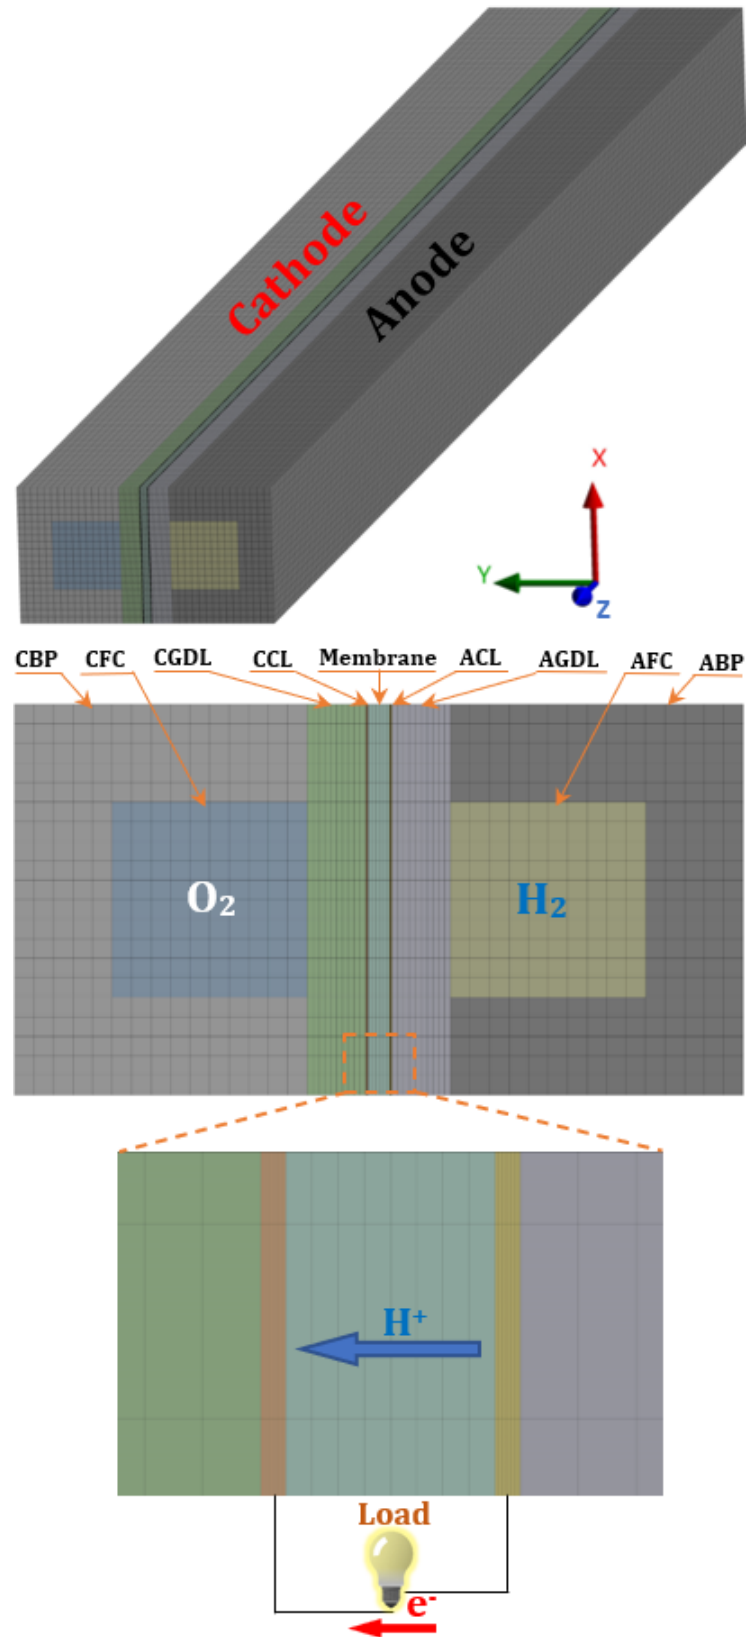 Cathode
Anode
X
Y
Z
CBP CFC CGDL CCL Membrane ACL AGDL AFC ABP
O₂ H₂
H⁺
Load
e⁻